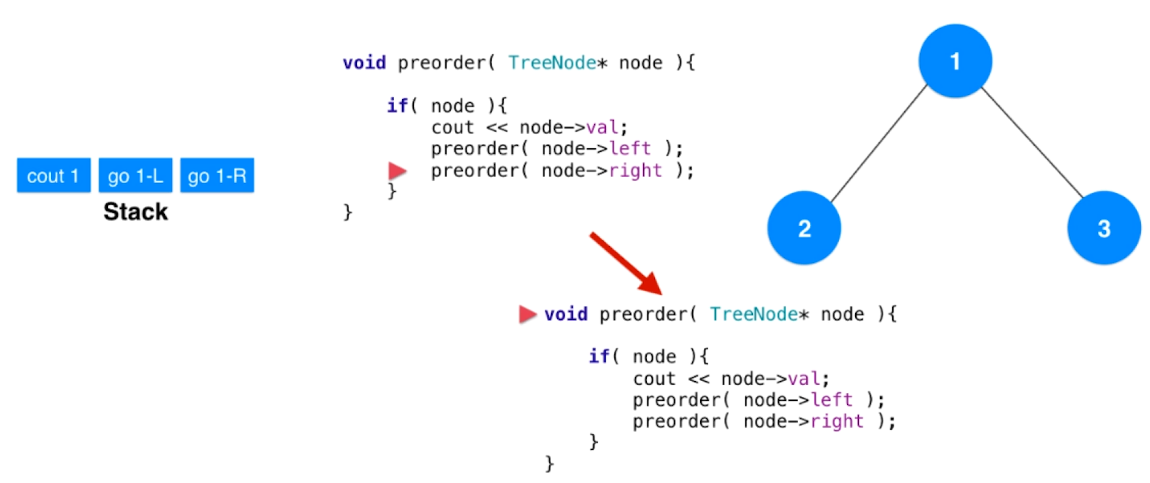 void preorder( TreeNode* node ){
if( node ){
cout << node->val;
preorder( node->left );
preorder( node->right );
}
}
cout 1 go 1-L go 1-R
Stack
1
2 3
void preorder( TreeNode* node ){
if( node ){
cout << node->val;
preorder( node->left );
preorder( node->right );
}
}